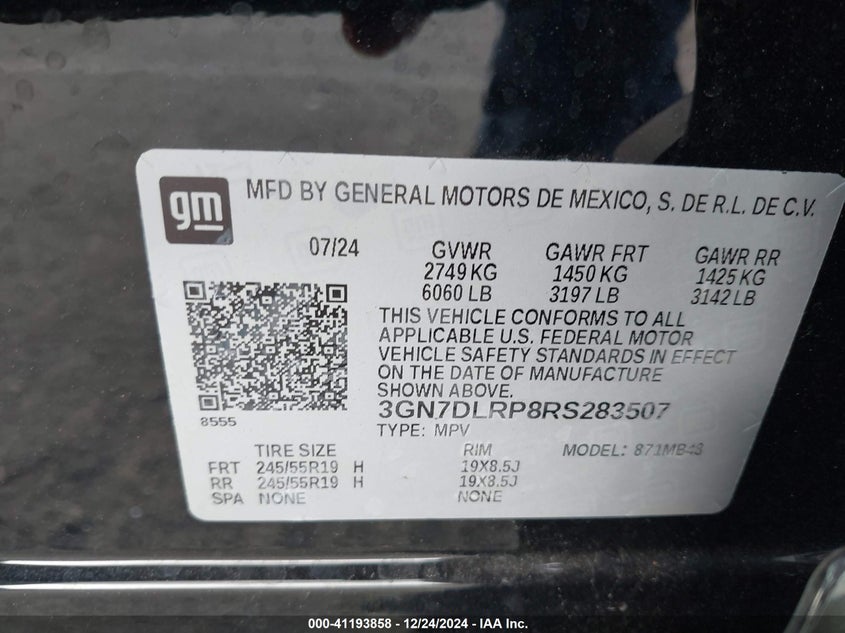 gm
MFD BY GENERAL MOTORS DE MEXICO, S. DE R.L. DE C.V.
07/24 GVWR GAWR FRT GAWR RR
2749 KG 1450 KG 1425 KG
6060 LB 3197 LB 3142 LB
THIS VEHICLE CONFORMS TO ALL
APPLICABLE U.S. FEDERAL MOTOR
VEHICLE SAFETY STANDARDS IN EFFECT
ON THE DATE OF MANUFACTURE
SHOWN ABOVE.
8555
3GN7DLRP8RS283507
TYPE: MPV
TIRE SIZE RIM MODEL: 871MB48
FRT 245/55R19 H 19X8.5J
RR 245/55R19 H 19X8.5J
SPA NONE NONE
000-41193858 - 12/24/2024 - IAA Inc.